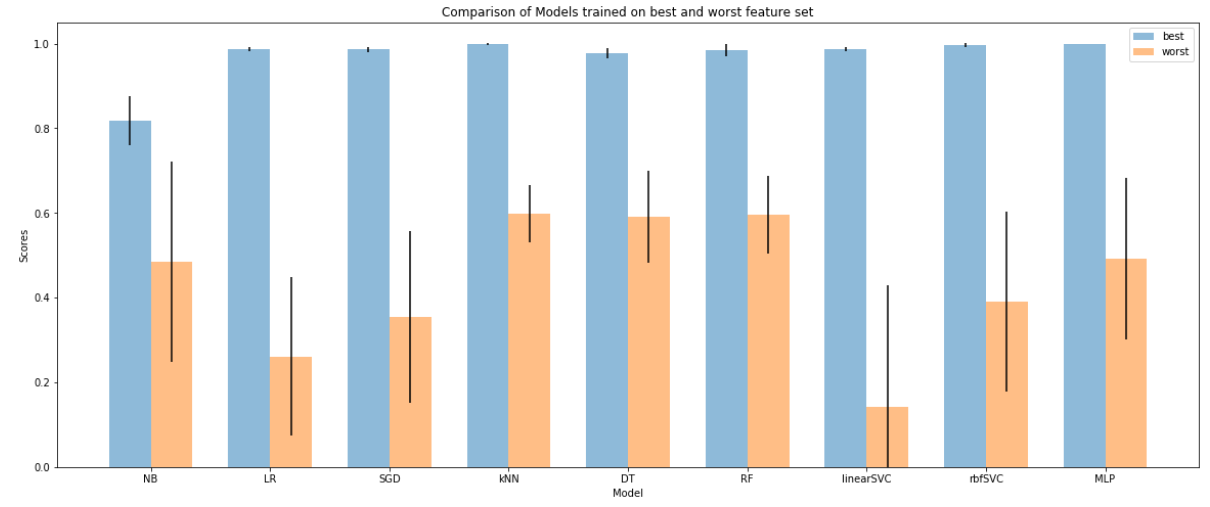 Comparison of Models trained on best and worst feature set
best
worst
Scores
1.0
0.8
0.6
0.4
0.2
0.0
NB LR SGD kNN DT RF linearSVC rbfSVC MLP
Model